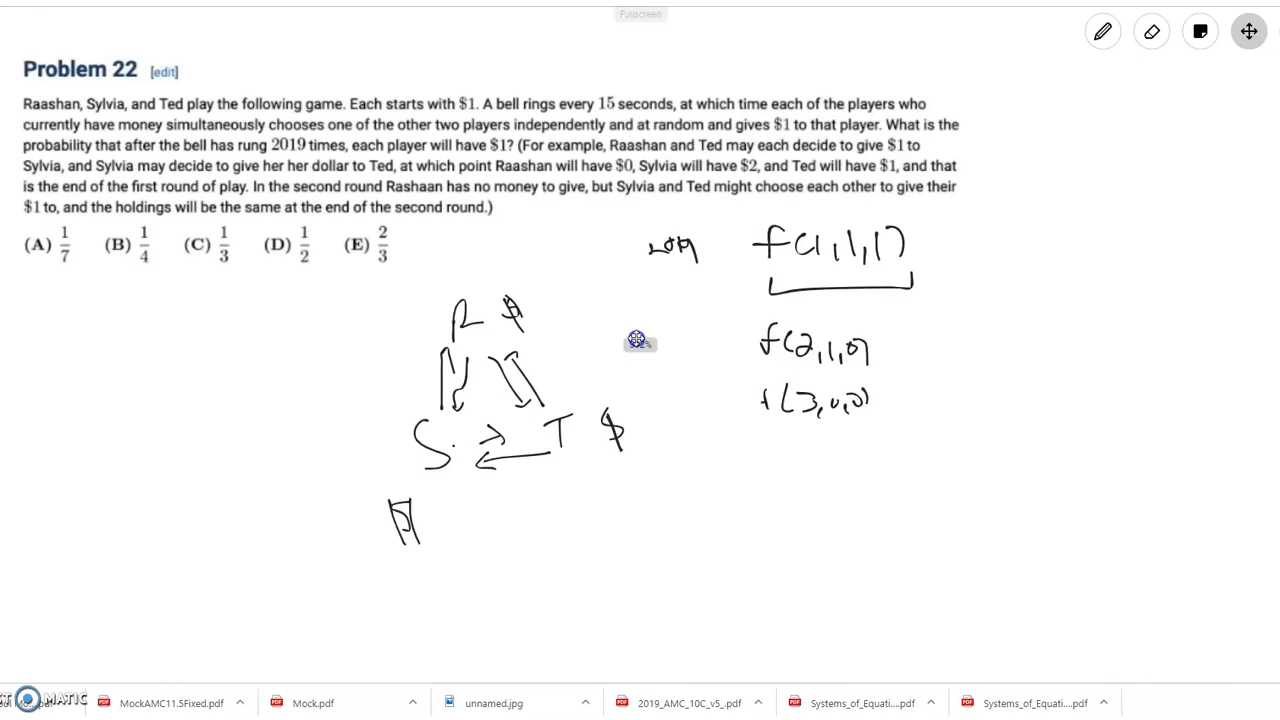 Fullscreen
Problem 22 [edit]
Raashan, Sylvia, and Ted play the following game. Each starts with $1. A bell rings every 15 seconds, at which time each of the players who
currently have money simultaneously chooses one of the other two players independently and at random and gives $1 to that player. What is the
probability that after the bell has rung 2019 times, each player will have $1? (For example, Raashan and Ted may each decide to give $1 to
Sylvia, and Sylvia may decide to give her her dollar to Ted, at which point Raashan will have $0, Sylvia will have $2, and Ted will have $1, and that
is the end of the first round of play. In the second round Rashaan has no money to give, but Sylvia and Ted might choose each other to give their
$1 to, and the holdings will be the same at the end of the second round.)
(A) 1/7 (B) 1/4 (C) 1/3 (D) 1/2 (E) 2/3
2019 f(1,1,1)
R $
f(2,1,0)
f(3,0,0)
S T $
MATIC
MockAMC11.5Fixed.pdf
Mock.pdf
unnamed.jpg
2019_AMC_10C_v5_.pdf
Systems_of_Equati....pdf
Systems_of_Equati....pdf